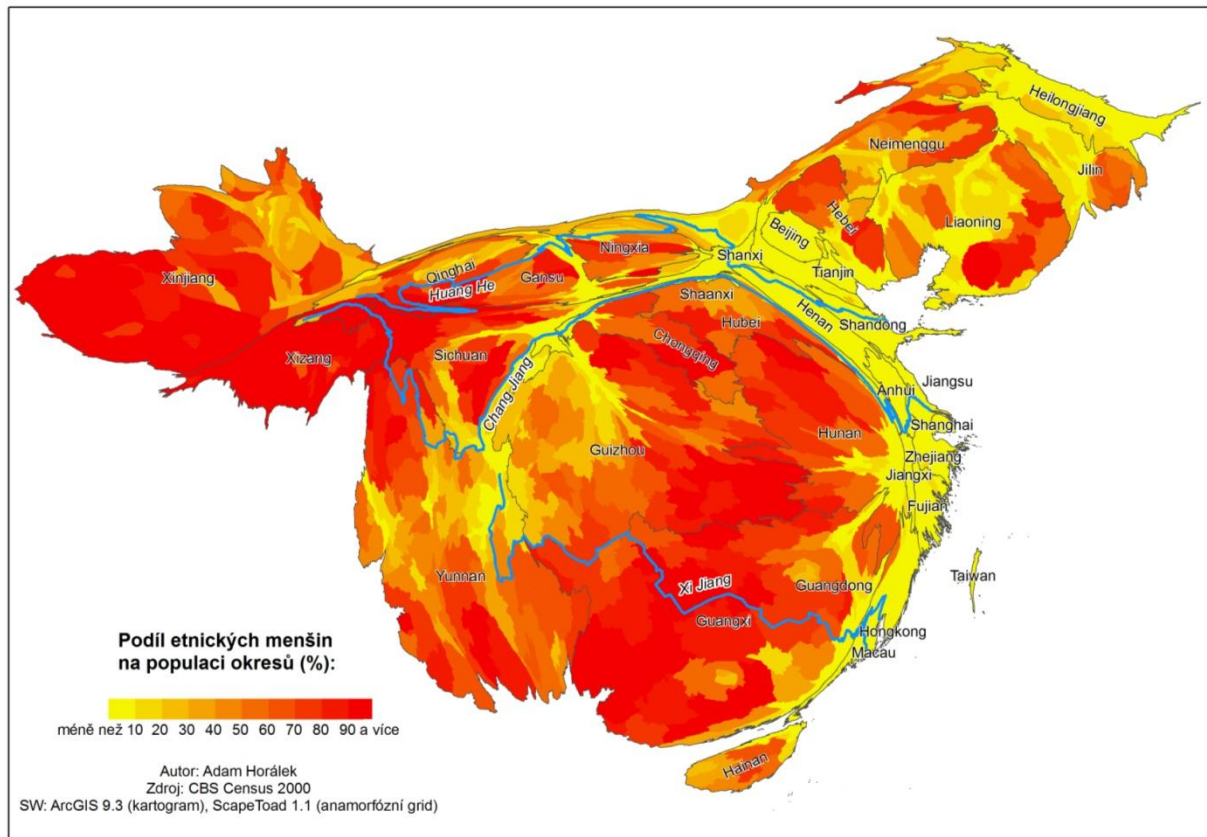 Heilongjiang
Neimenggu
Jilin
Hebei
Liaoning
Beijing
Ningxia
Shanxi
Qinghai
Xinjiang
Gansu
Tianjin
Huang He
Shaanxi
Henan
Shandong
Hubei
Xizang
Sichuan
Chongqing
Chang Jiang
Anhui
Jiangsu
Shanghai
Hunan
Guizhou
Zhejiang
Jiangxi
Fujian
Yunnan
Xi Jiang
Guangdong
Taiwan
Guangxi
Hongkong
Macau
Hainan
Podíl etnických menšin
na populaci okresů (%):
méně než 10 20 30 40 50 60 70 80 90 a více
Autor: Adam Horálek
Zdroj: CBS Census 2000
SW: ArcGIS 9.3 (kartogram), ScapeToad 1.1 (anamorfózní grid)